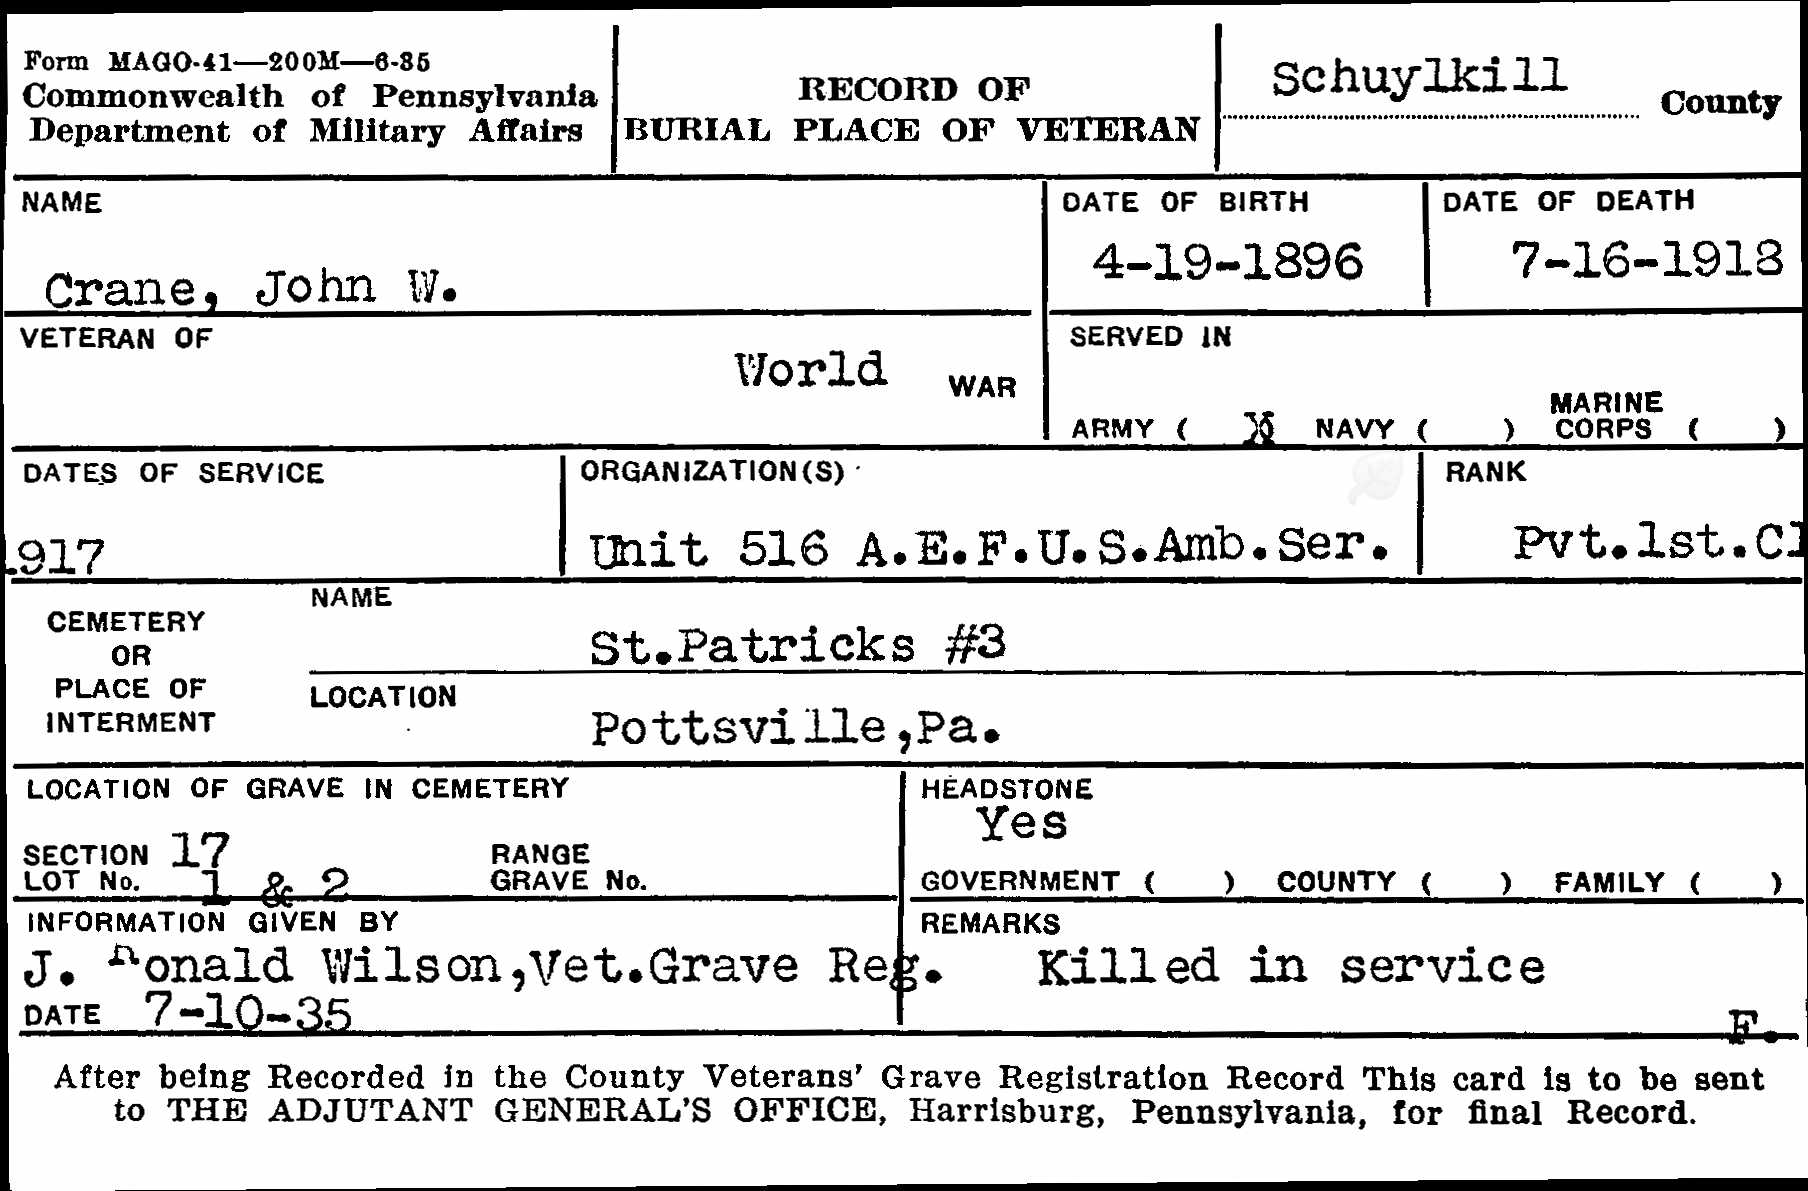 Form MAGO-41—200M—6-35
Commonwealth of Pennsylvania
Department of Military Affairs
RECORD OF
BURIAL PLACE OF VETERAN
Schuylkill County
NAME
Crane, John W.
DATE OF BIRTH
4-19-1896
DATE OF DEATH
7-16-1918
VETERAN OF
World WAR
SERVED IN
ARMY ( X ) NAVY ( ) MARINE CORPS ( )
DATES OF SERVICE
1917
ORGANIZATION(S)
Unit 516 A.E.F.U.S.Amb.Ser.
RANK
Pvt.1st.Cl
CEMETERY
OR
PLACE OF
INTERMENT
NAME
St.Patricks #3
LOCATION
Pottsville,Pa.
LOCATION OF GRAVE IN CEMETERY
SECTION 17 RANGE
LOT No. 1 & 2 GRAVE No.
HEADSTONE
Yes
GOVERNMENT ( ) COUNTY ( ) FAMILY ( )
INFORMATION GIVEN BY
J. Donald Wilson,Vet.Grave Reg.
DATE 7-10-35
REMARKS
Killed in service
F.
After being Recorded in the County Veterans' Grave Registration Record This card is to be sent
to THE ADJUTANT GENERAL'S OFFICE, Harrisburg, Pennsylvania, for final Record.